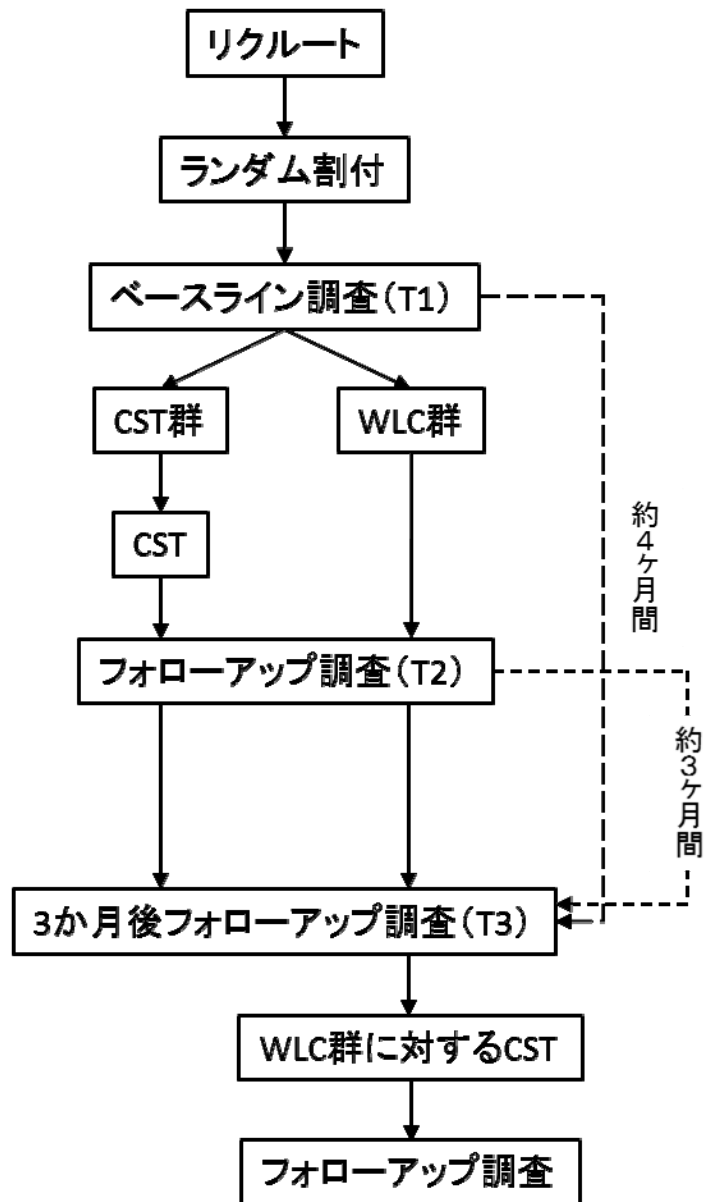 リクルート
ランダム割付
ベースライン調査(T1)
CST群
WLC群
CST
約4ヶ月間
フォローアップ調査(T2)
約3ヶ月間
3か月後フォローアップ調査(T3)
WLC群に対するCST
フォローアップ調査